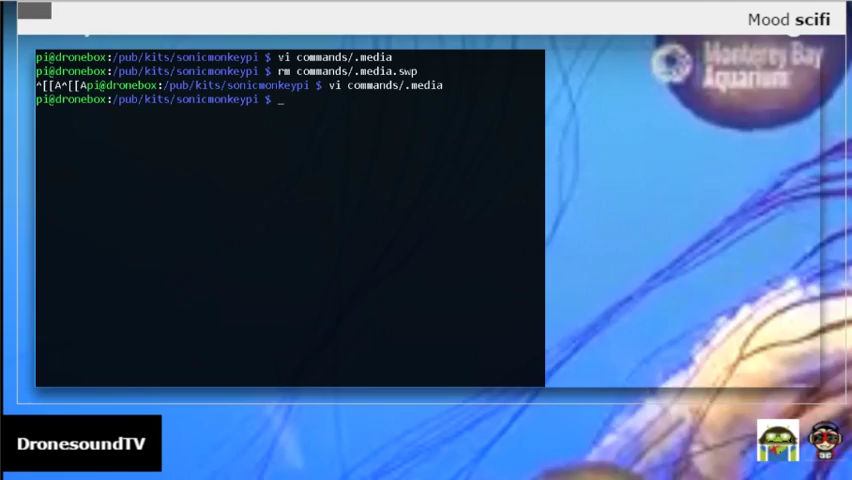 Mood scifi
Monterey Bay
Aquarium
pi@dronebox:/pub/kits/sonicmonkeypi $ vi commands/.media
pi@dronebox:/pub/kits/sonicmonkeypi $ rm commands/.media.swp
^[[A^[[Api@dronebox:/pub/kits/sonicmonkeypi $ vi commands/.media
pi@dronebox:/pub/kits/sonicmonkeypi $ _
DronesoundTV